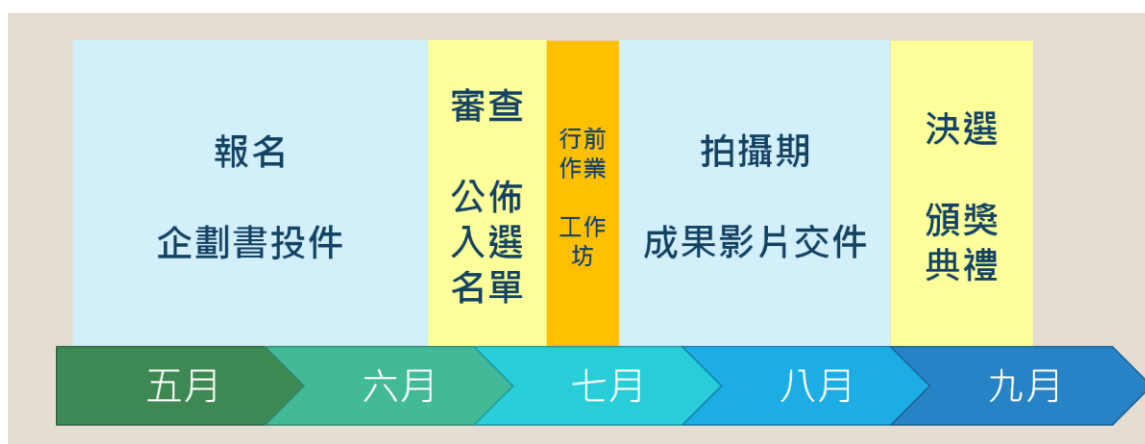 報名
企劃書投件
審查
公佈
入選
名單
行前
作業
工作
坊
拍攝期
成果影片交件
決選
頒獎
典禮
五月
六月
七月
八月
九月